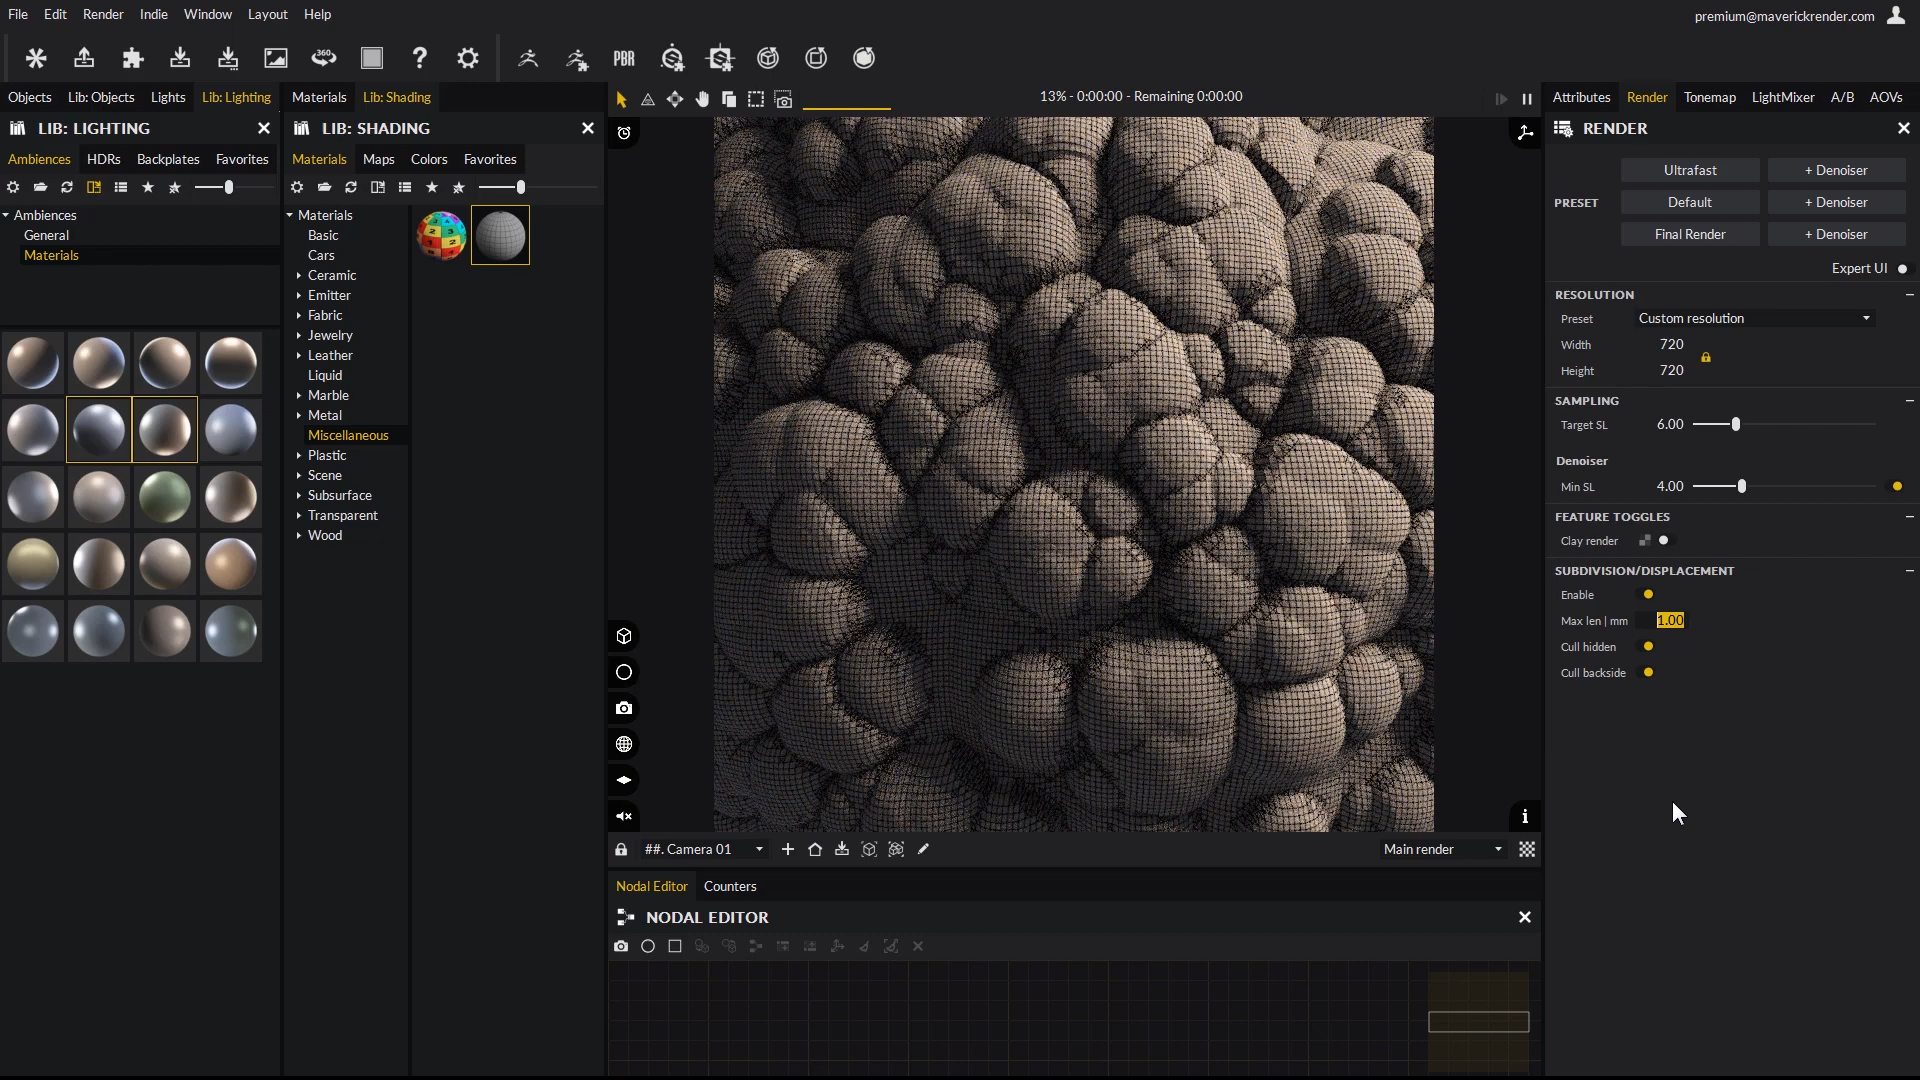 File Edit Render Indie Window Layout Help
premium@maverickrender.com
360°
?
PBR
Objects Lib: Objects Lights Lib: Lighting
Materials Lib: Shading
13% - 0:00:00 - Remaining 0:00:00
Attributes Render Tonemap LightMixer A/B AOVs
LIB: LIGHTING
LIB: SHADING
RENDER
Ambiences HDRs Backplates Favorites
Materials Maps Colors Favorites
Ultrafast + Denoiser
PRESET Default + Denoiser
Final Render + Denoiser
Ambiences
General
Materials
Materials
Basic
Cars
Ceramic
Emitter
Fabric
Jewelry
Leather
Liquid
Marble
Metal
Miscellaneous
Plastic
Scene
Subsurface
Transparent
Wood
Expert UI
RESOLUTION
Preset Custom resolution
Width 720
Height 720
SAMPLING
Target SL 6.00
Denoiser
Min SL 4.00
FEATURE TOGGLES
Clay render
SUBDIVISION/DISPLACEMENT
Enable
Max len | mm 1.00
Cull hidden
Cull backside
i
##. Camera 01
Main render
Nodal Editor Counters
NODAL EDITOR